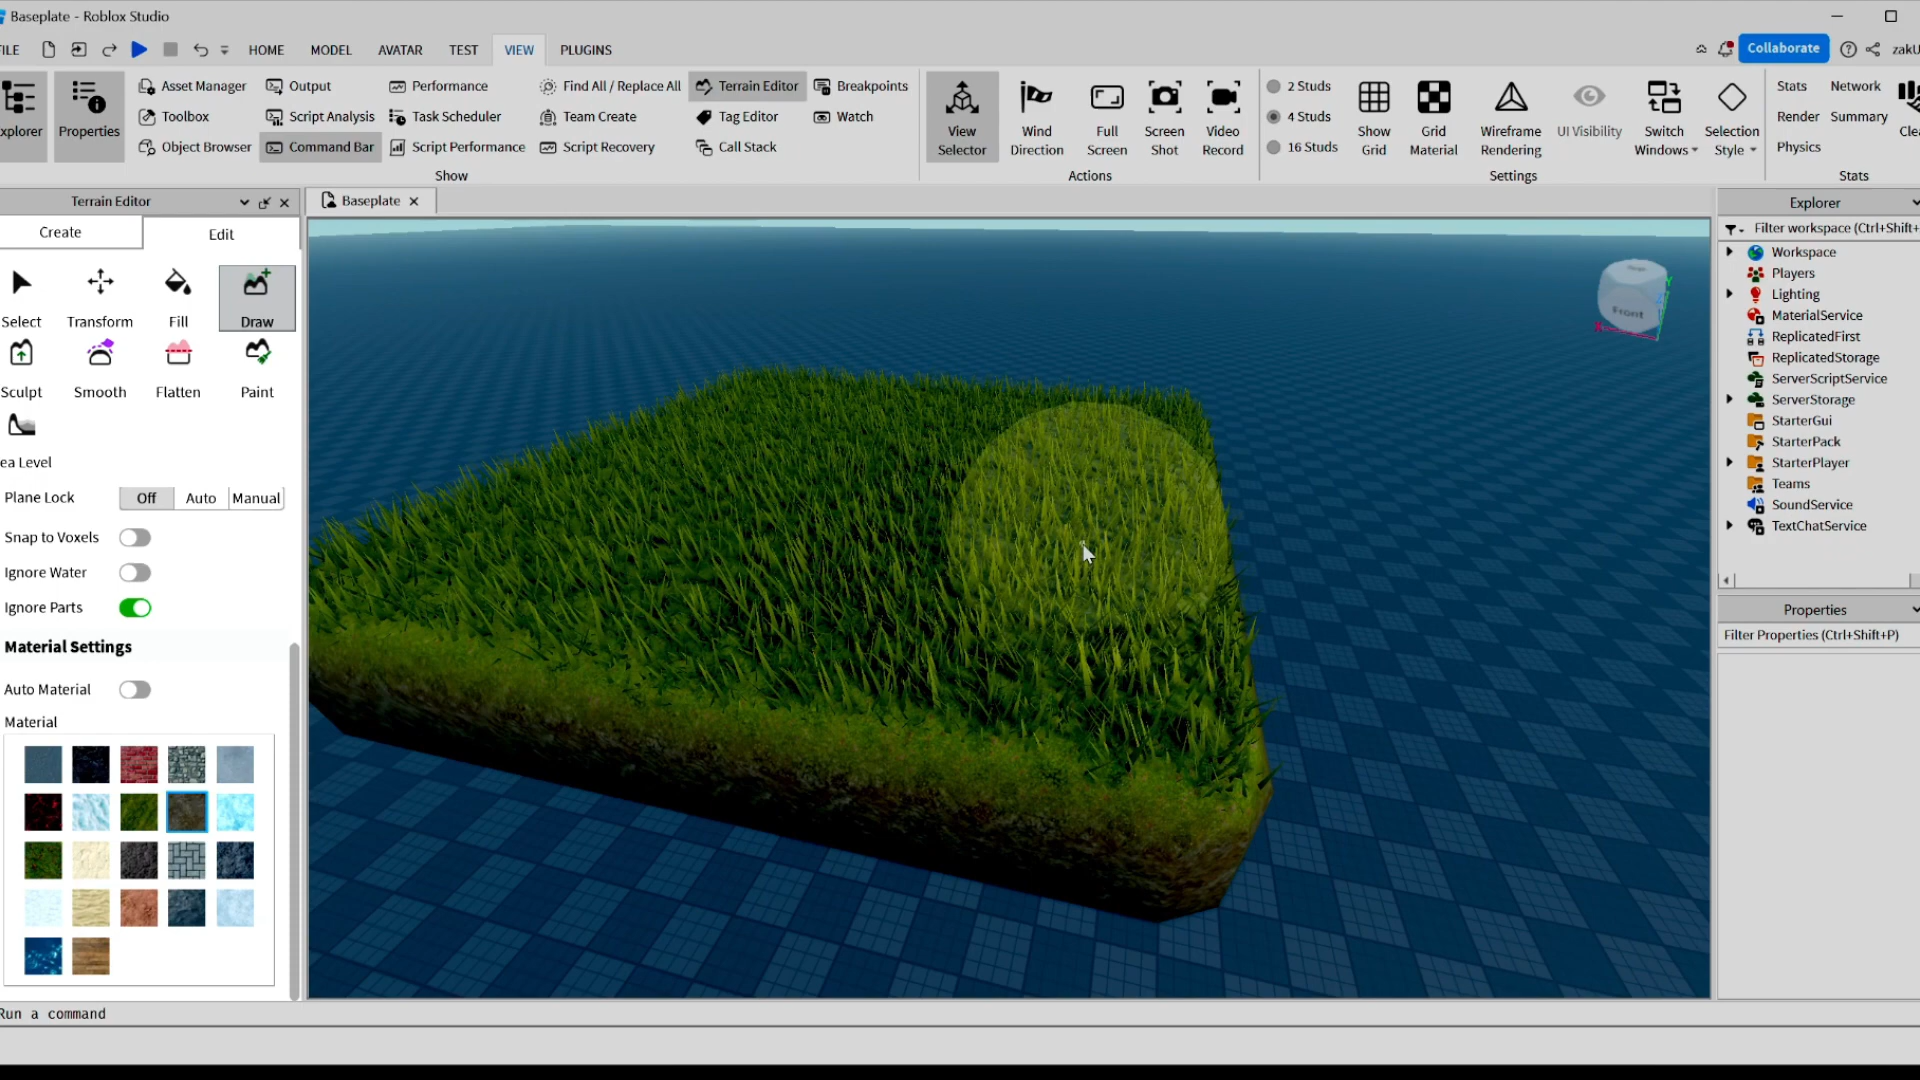 Baseplate - Roblox Studio
ILE HOME MODEL AVATAR TEST VIEW PLUGINS Collaborate zakU
xplorer Properties
Asset Manager Output Performance Find All / Replace All Terrain Editor Breakpoints
Toolbox Script Analysis Task Scheduler Team Create Tag Editor Watch
Object Browser Command Bar Script Performance Script Recovery Call Stack
Show
View Selector
Wind Direction
Full Screen
Screen Shot
Video Record
Actions
2 Studs
4 Studs
16 Studs
Show Grid
Grid Material
Wireframe Rendering
UI Visibility
Switch Windows
Selection Style
Settings
Stats Network
Render Summary
Physics
Clea
Stats
Terrain Editor
Create Edit
Select Transform Fill Draw
Sculpt Smooth Flatten Paint
ea Level
Plane Lock Off Auto Manual
Snap to Voxels
Ignore Water
Ignore Parts
Material Settings
Auto Material
Material
Baseplate
Front
Explorer
Filter workspace (Ctrl+Shift+
Workspace
Players
Lighting
MaterialService
ReplicatedFirst
ReplicatedStorage
ServerScriptService
ServerStorage
StarterGui
StarterPack
StarterPlayer
Teams
SoundService
TextChatService
Properties
Filter Properties (Ctrl+Shift+P)
Run a command